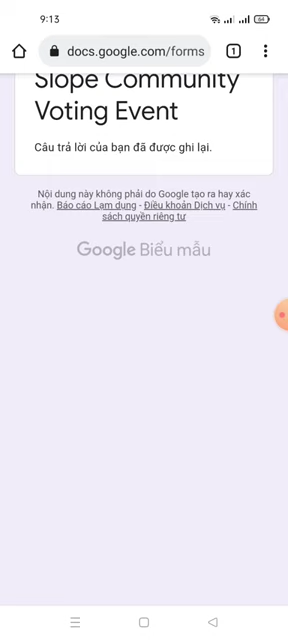 9:13
64
docs.google.com/forms
1
Slope Community
Voting Event
Câu trả lời của bạn đã được ghi lại.
Nội dung này không phải do Google tạo ra hay xác
nhận. Báo cáo Lạm dụng - Điều khoản Dịch vụ - Chính
sách quyền riêng tư
Google Biểu mẫu